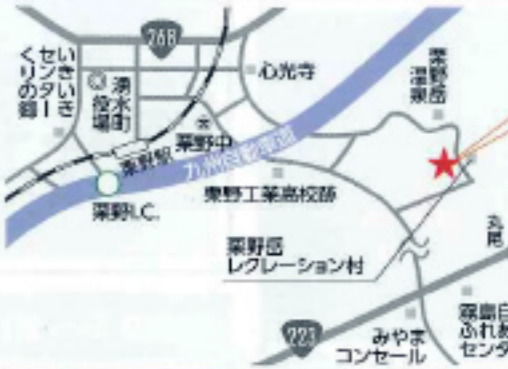 268
いきいき
センター
くりの郷
湧水町
役場
心光寺
栗野岳
温泉
栗野中
栗野駅
九州自動車道
栗野I.C.
栗野工業高校跡
栗野岳
レクレーション村
丸尾
223
みやま
コンセール
霧島自
ふれあ
センタ